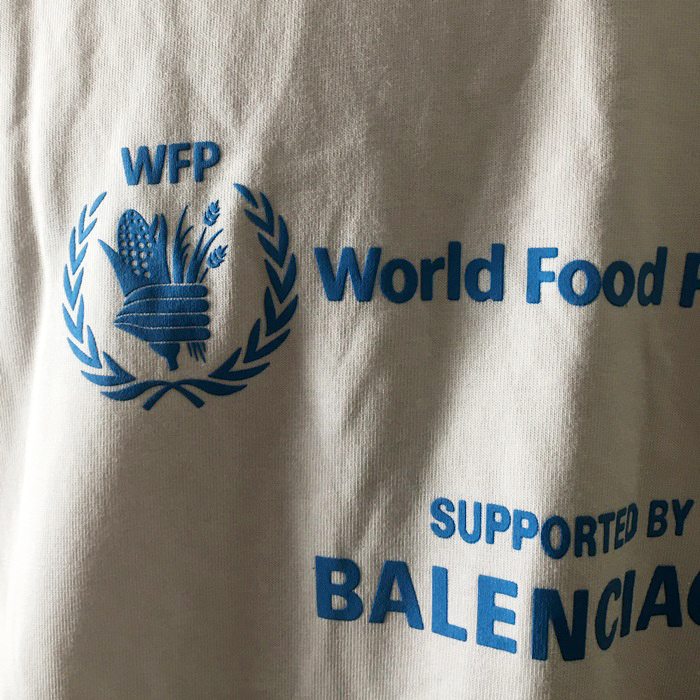 WFP
World Food P
SUPPORTED BY
BALENCIAG